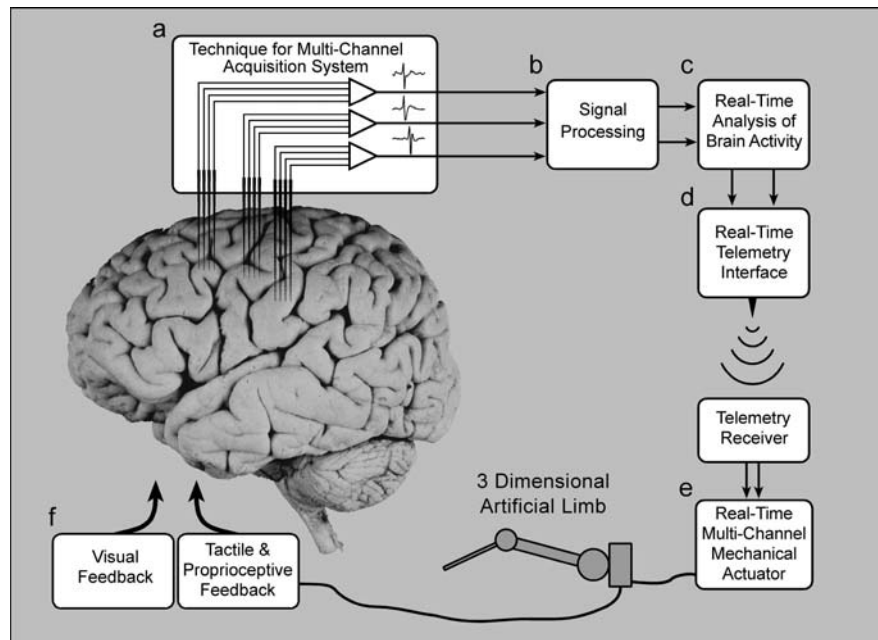 a
Technique for Multi-Channel
Acquisition System
b
Signal
Processing
c
Real-Time
Analysis of
Brain Activity
d
Real-Time
Telemetry
Interface
Telemetry
Receiver
e
Real-Time
Multi-Channel
Mechanical
Actuator
3 Dimensional
Artificial Limb
f
Visual
Feedback
Tactile &
Proprioceptive
Feedback